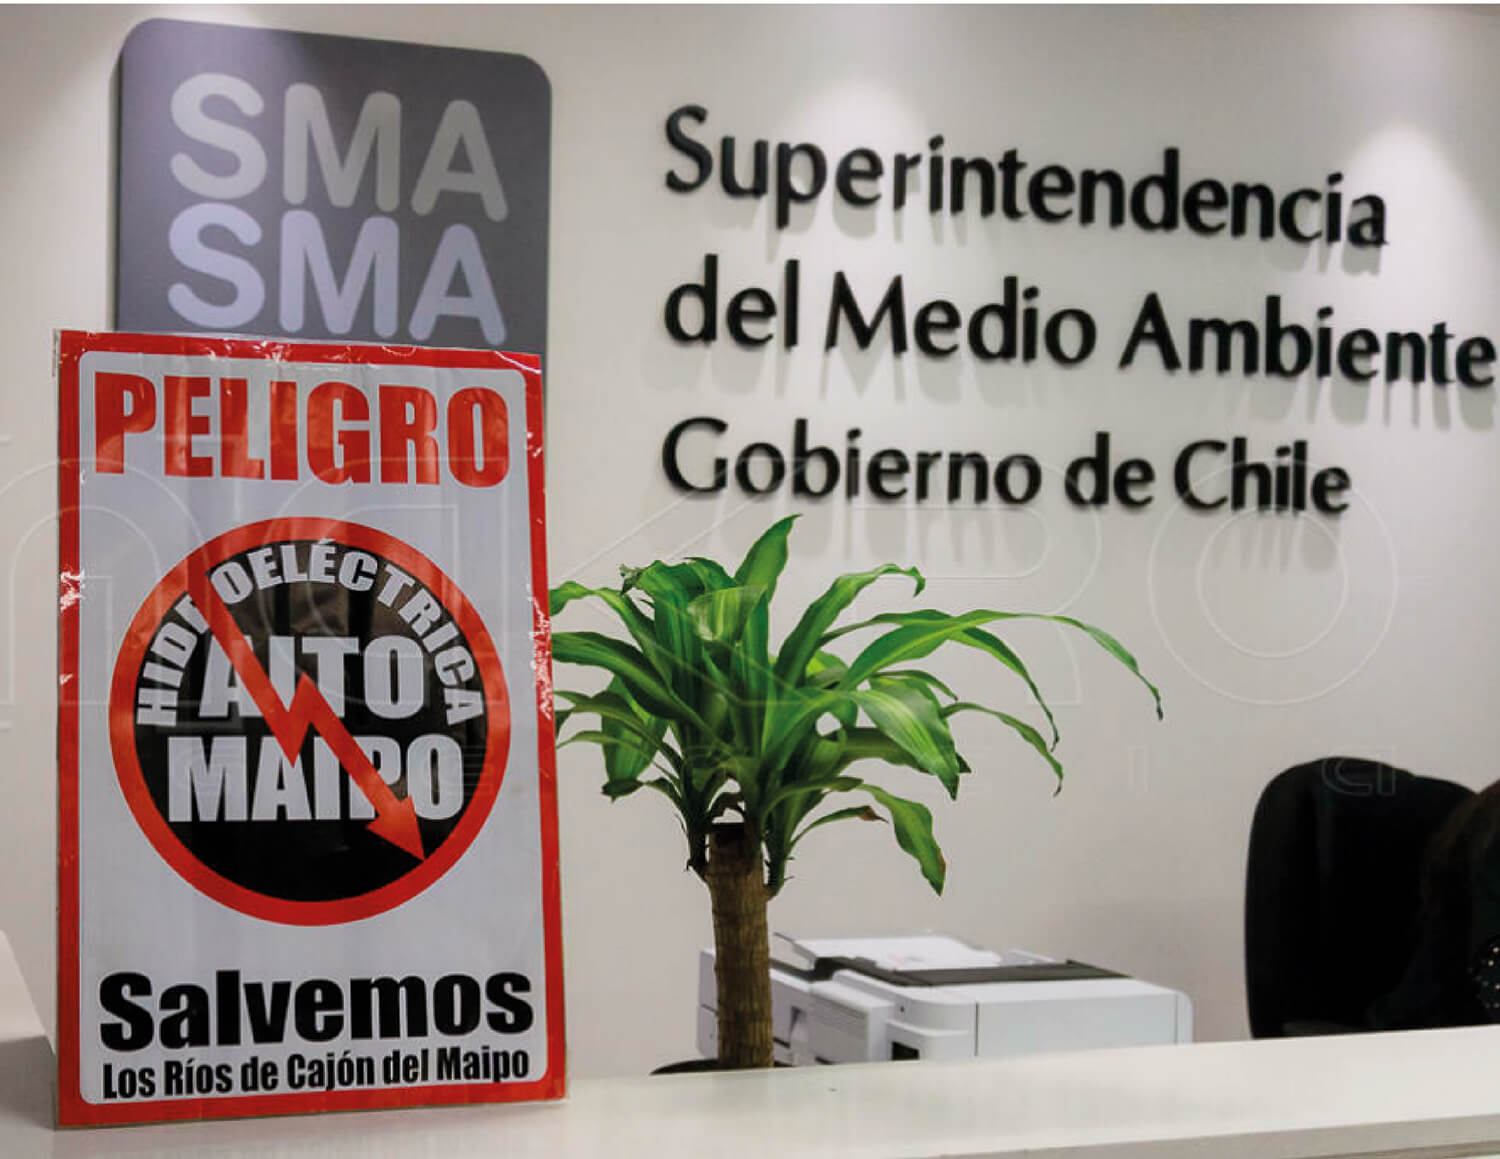 SMA
SMA
Superintendencia
del Medio Ambiente
Gobierno de Chile
PELIGRO
HIDROELÉCTRICA
ALTO
MAIPO
Salvemos
Los Ríos de Cajón del Maipo